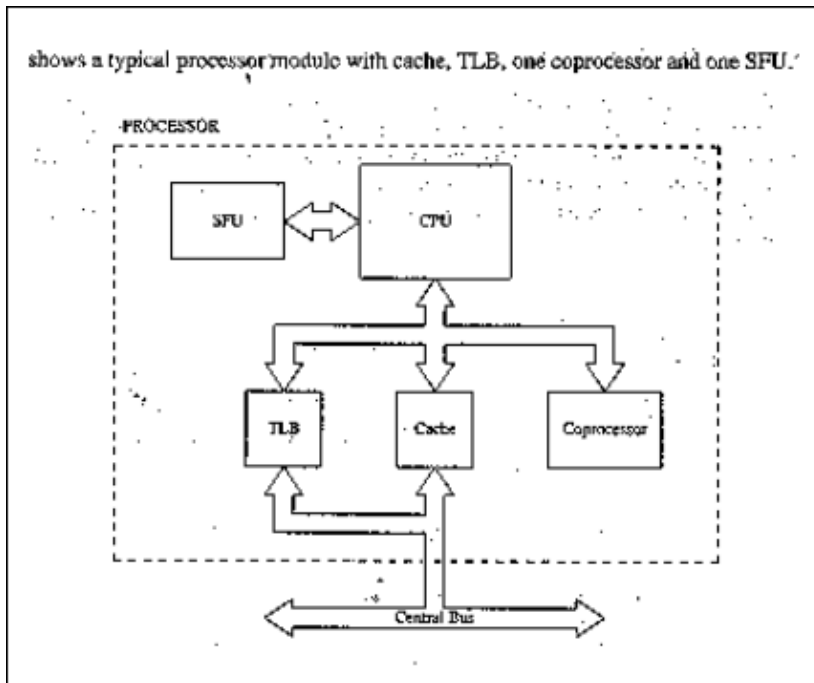 shows a typical processor module with cache, TLB, one coprocessor and one SFU.
PROCESSOR
SFU
CPU
TLB
Cache
Coprocessor
Central Bus